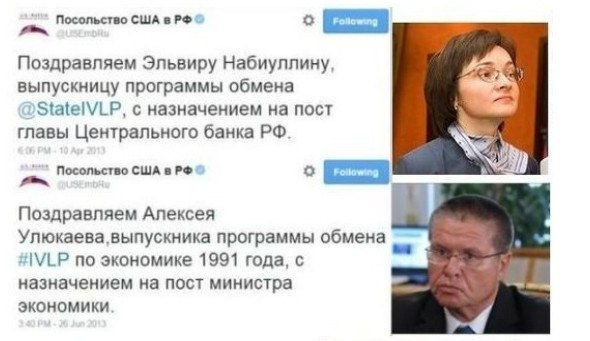 Посольство США в РФ
@USEmbRu
Following
Поздравляем Эльвиру Набиуллину,
выпускницу программы обмена
@StateIVLP, с назначением на пост
главы Центрального банка РФ.
6:06 PM - 10 Apr 2013
Посольство США в РФ
@USEmbRu
Following
Поздравляем Алексея
Улюкаева,выпускника программы обмена
#IVLP по экономике 1991 года, с
назначением на пост министра
экономики.
3:40 PM - 26 Jun 2013